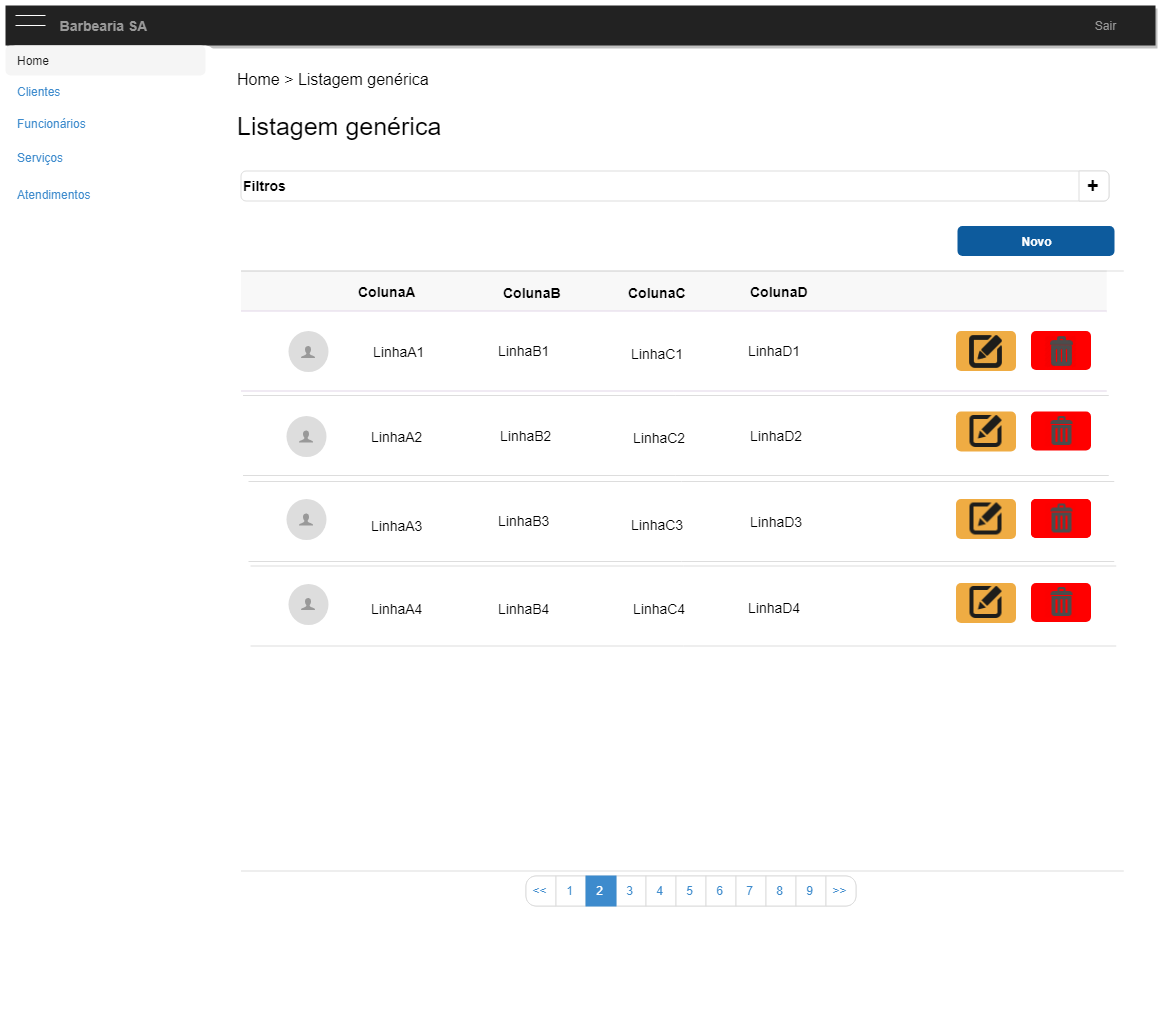 Barbearia SA Sair
Home
Clientes
Funcionários
Serviços
Atendimentos
Home > Listagem genérica
Listagem genérica
Filtros +
Novo
ColunaA ColunaB ColunaC ColunaD
LinhaA1 LinhaB1 LinhaC1 LinhaD1
LinhaA2 LinhaB2 LinhaC2 LinhaD2
LinhaA3 LinhaB3 LinhaC3 LinhaD3
LinhaA4 LinhaB4 LinhaC4 LinhaD4
<< 1 2 3 4 5 6 7 8 9 >>